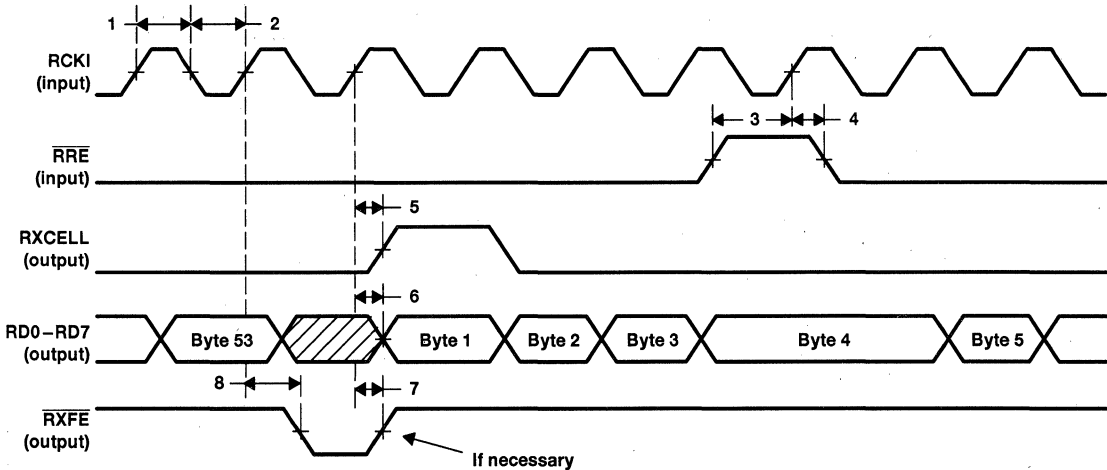 1
2
RCKI
(input)
3
4
RRE
(input)
5
RXCELL
(output)
6
RD0–RD7
(output)
Byte 53
Byte 1
Byte 2
Byte 3
Byte 4
Byte 5
8
7
RXFE
(output)
If necessary